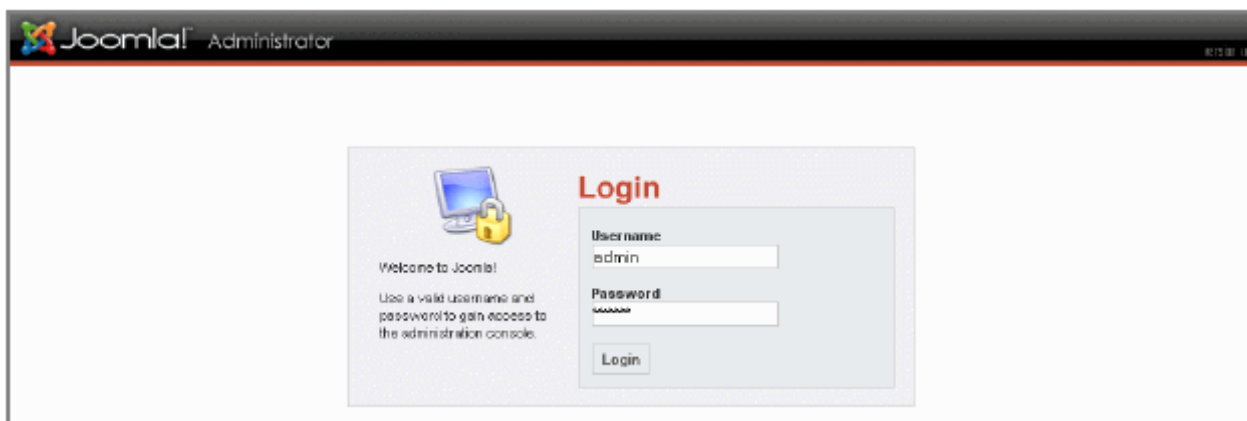 Joomla! Administrator
Login
Username
admin
Welcome to Joomla!
Use a valid username and
password to gain access to
the administration console.
Password
Login